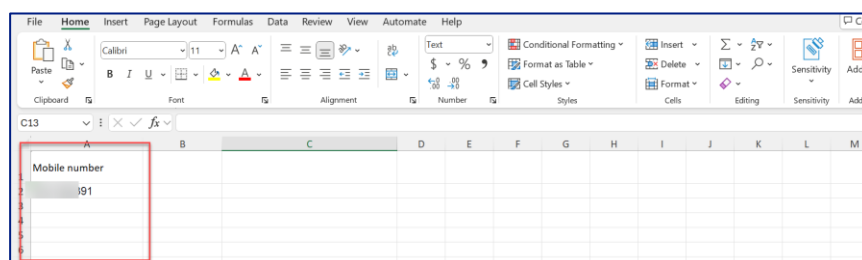 File Home Insert Page Layout Formulas Data Review View Automate Help
Calibri 11 A A Text Conditional Formatting Insert
Paste B I U A $ % Format as Table Delete Sensitivity
Cell Styles Format
Clipboard Font Alignment Number Styles Cells Editing Sensitivity
C13 fx
A B C D E F G H I J K L M
1 Mobile number
2 391
3
4
5
6